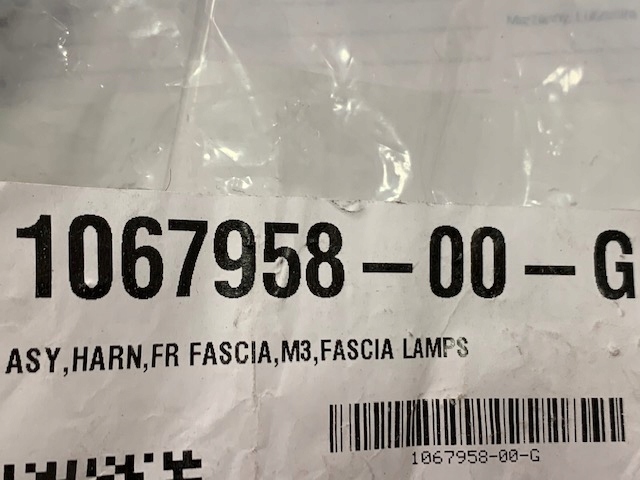 1067958-00-G
ASY,HARN,FR FASCIA,M3,FASCIA LAMPS
1067958-00-G